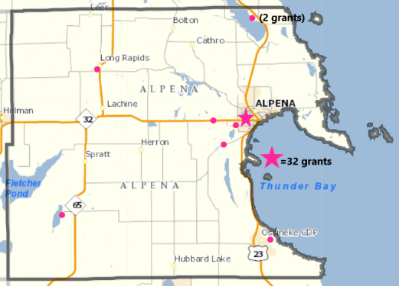 Leer
(2 grants)
Bolton
Cathro
Long Rapids
ALPENA
Lachine
ALPENA
Hillman
32
=32 grants
Herron
Spratt
Fletcher
Pond
ALPENA
Thunder Bay
65
Ossineke CDP
23
Hubbard Lake